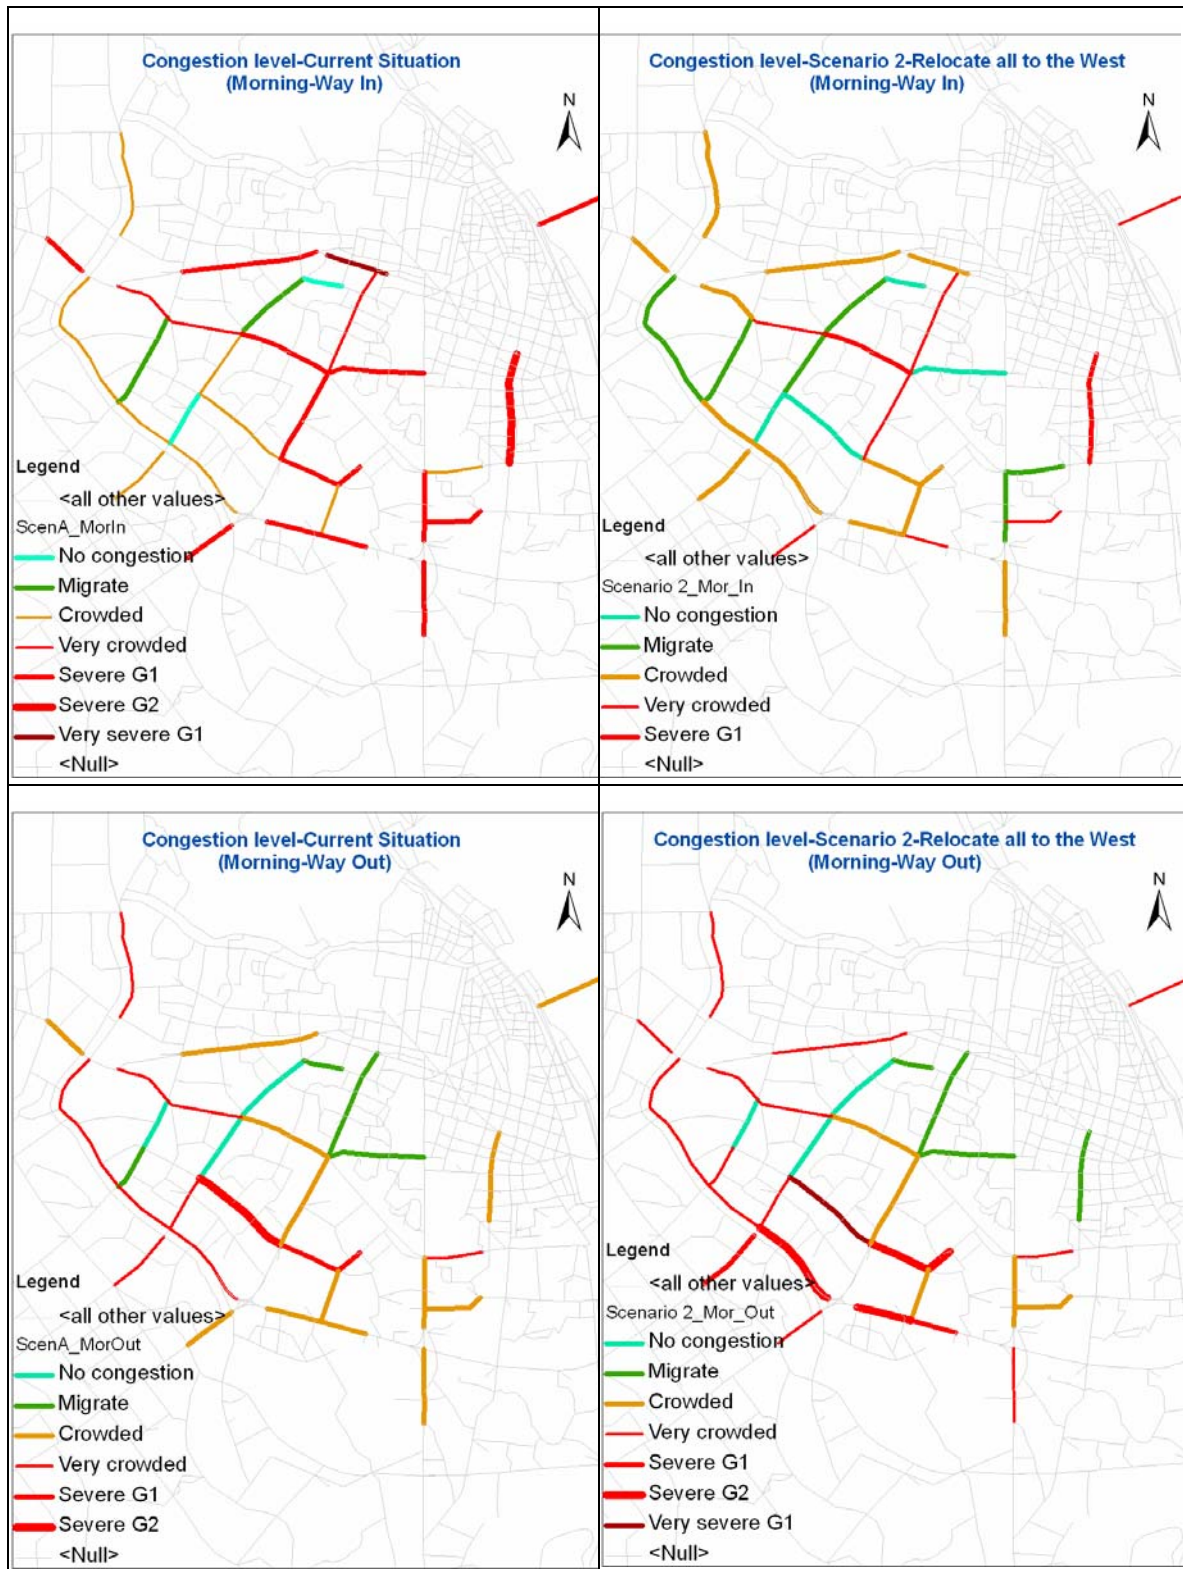 Congestion level-Current Situation
(Morning-Way In)
N
Legend
<all other values>
ScenA_MorIn
No congestion
Migrate
Crowded
Very crowded
Severe G1
Severe G2
Very severe G1
<Null>
Congestion level-Scenario 2-Relocate all to the West
(Morning-Way In)
N
Legend
<all other values>
Scenario 2_Mor_In
No congestion
Migrate
Crowded
Very crowded
Severe G1
<Null>
Congestion level-Current Situation
(Morning-Way Out)
N
Legend
<all other values>
ScenA_MorOut
No congestion
Migrate
Crowded
Very crowded
Severe G1
Severe G2
<Null>
Congestion level-Scenario 2-Relocate all to the West
(Morning-Way Out)
N
Legend
<all other values>
Scenario 2_Mor_Out
No congestion
Migrate
Crowded
Very crowded
Severe G1
Severe G2
Very severe G1
<Null>